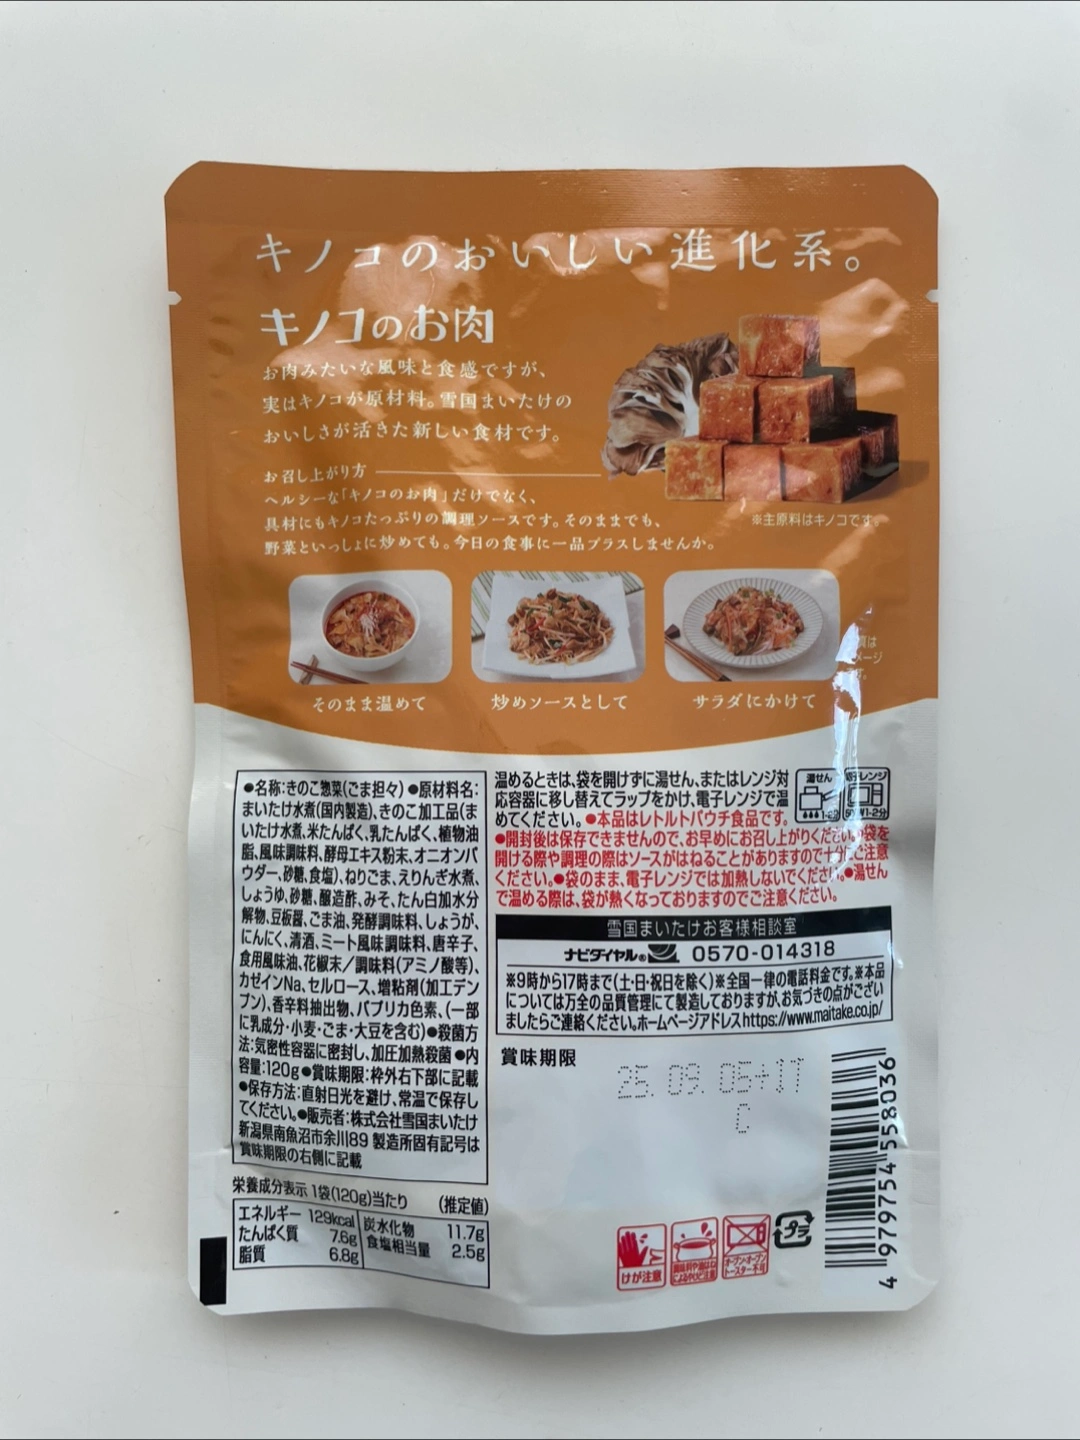 キノコのおいしい進化系。
キノコのお肉
お肉みたいな風味と食感ですが、
実はキノコが原材料。雪国まいたけの
おいしさが活きた新しい食材です。
お召し上がり方
ヘルシーな「キノコのお肉」だけでなく、
具材にもキノコたっぷりの調理ソースです。そのままでも、
野菜といっしょに炒めても。今日の食事に一品プラスしませんか。
※主原料はキノコです。
そのまま温めて
炒めソースとして
サラダにかけて
●名称:きのこ惣菜(ごま担々)●原材料名:
まいたけ水煮(国内製造)、きのこ加工品(ま
いたけ水煮、米たんぱく、乳たんぱく、植物油
脂、風味調味料、酵母エキス粉末、オニオンパ
ウダー、砂糖、食塩)、ねりごま、えりんぎ水煮、
しょうゆ、砂糖、醸造酢、みそ、たん白加水分
解物、豆板醤、ごま油、発酵調味料、しょうが、
にんにく、清酒、ミート風味調味料、唐辛子、
食用風味油、花椒末/調味料(アミノ酸等)、
カゼインNa、セルロース、増粘剤(加工デン
プン)、香辛料抽出物、パプリカ色素、(一部
に乳成分・小麦・ごま・大豆を含む)●殺菌方
法:気密性容器に密封し、加圧加熱殺菌●内
容量:120g●賞味期限:枠外右下部に記載
●保存方法:直射日光を避け、常温で保存し
てください。●販売者:株式会社雪国まいたけ
新潟県南魚沼市余川89 製造所固有記号は
賞味期限の右側に記載
栄養成分表示 1袋(120g)当たり (推定値)
エネルギー 129kcal 炭水化物 11.7g
たんぱく質 7.6g 食塩相当量 2.5g
脂質 6.8g
温めるときは、袋を開けずに湯せん、またはレンジ対
応容器に移し替えてラップをかけ、電子レンジで温
めてください。●本品はレトルトパウチ食品です。
●開封後は保存できませんので、お早めにお召し上がりください。●袋を
開ける際や調理の際はソースがはねることがありますので十分にご注意
ください。●袋のまま、電子レンジでは加熱しないでください。●湯せん
で温める際は、袋が熱くなっておりますのでご注意ください。
湯せん 電子レンジ
雪国まいたけお客様相談室
ナビダイヤル® 0570-014318
※9時から17時まで(土・日・祝日を除く)※全国一律の電話料金です。※本品
については万全の品質管理にて製造しておりますが、お気づきの点がござい
ましたらご連絡ください。ホームページアドレスhttps://www.maitake.co.jp/
賞味期限
25.09.05+17
C
けが注意
オーブン・オーブン
トースター不可
プラ
4 979754 558036